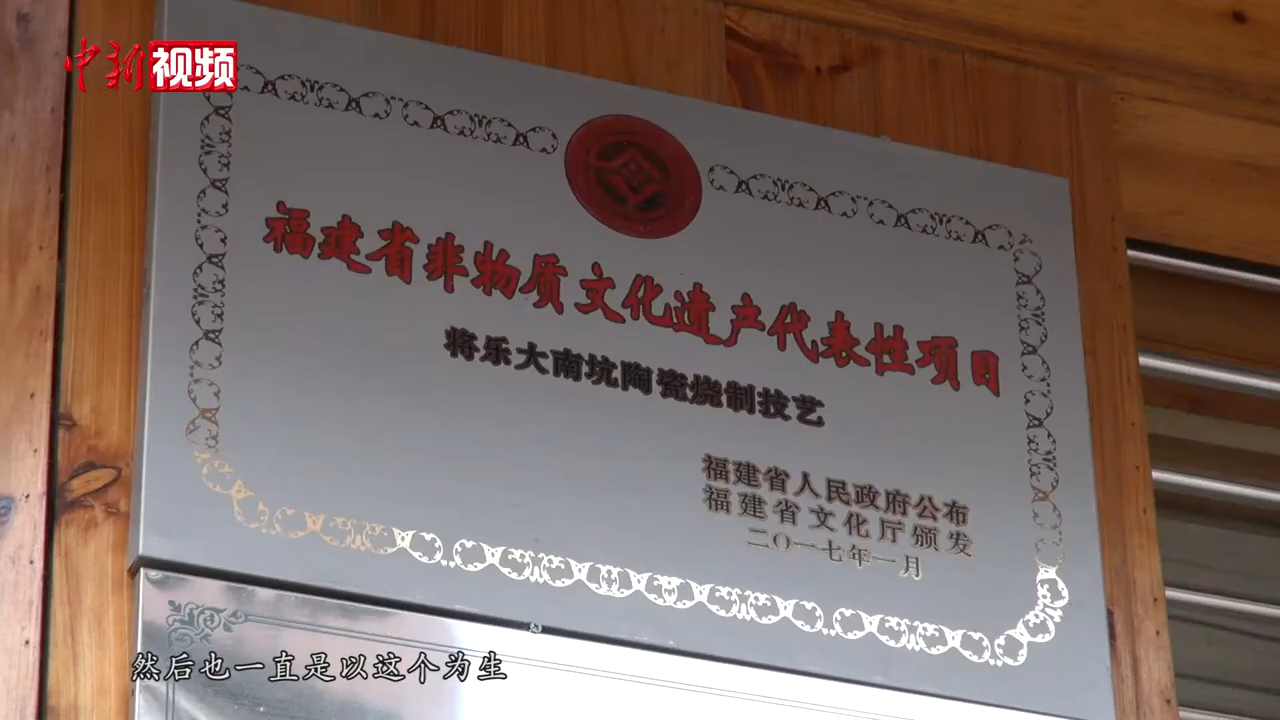 中新视频
福建省非物质文化遗产代表性项目
将乐大南坑陶瓷烧制技艺
福建省人民政府公布
福建省文化厅颁发
二〇一七年一月
然后也一直是以这个为生